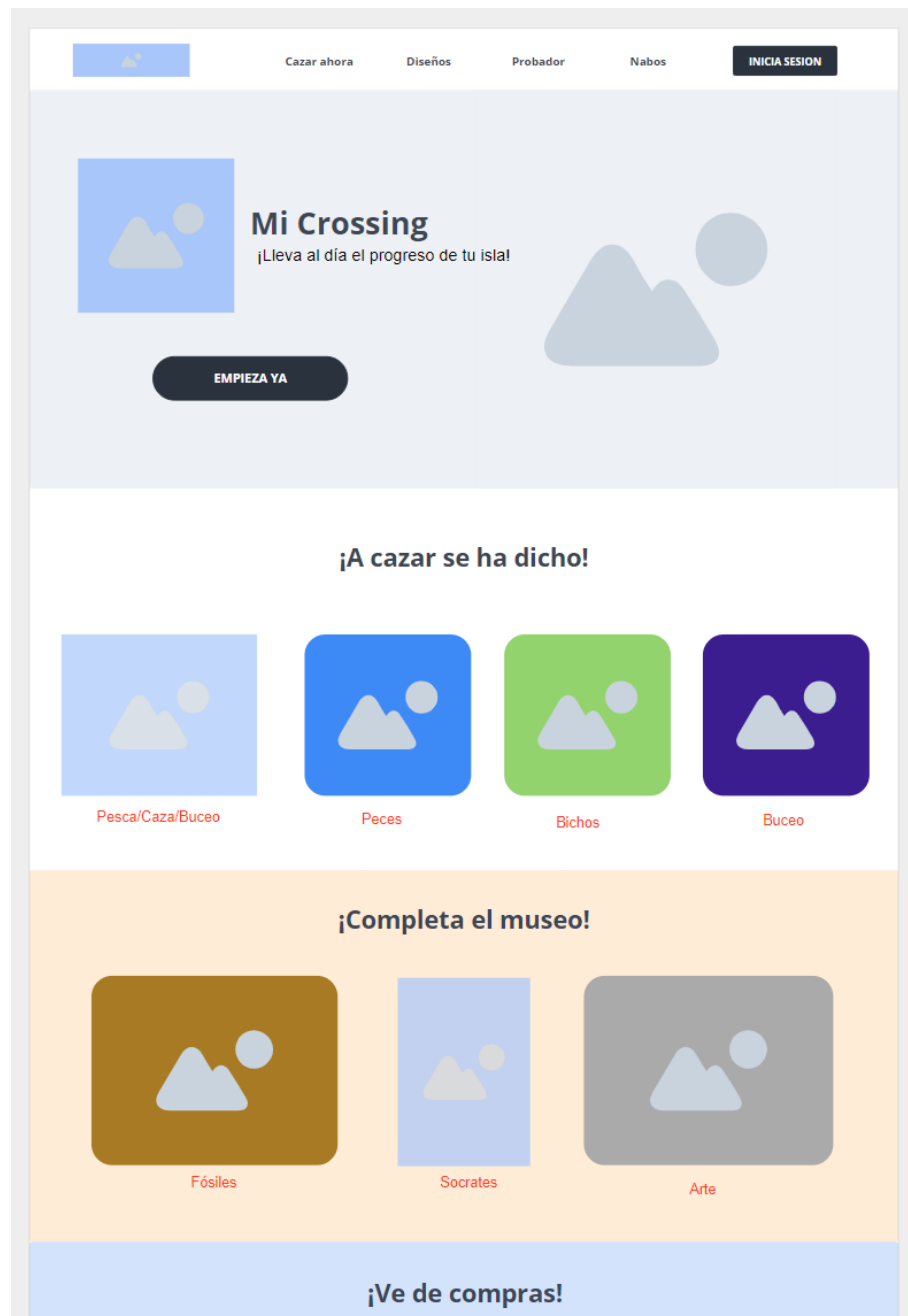 Cazar ahora Diseños Probador Nabos INICIA SESION
Mi Crossing
¡Lleva al día el progreso de tu isla!
EMPIEZA YA
¡A cazar se ha dicho!
Pesca/Caza/Buceo Peces Bichos Buceo
¡Completa el museo!
Fósiles Socrates Arte
¡Ve de compras!